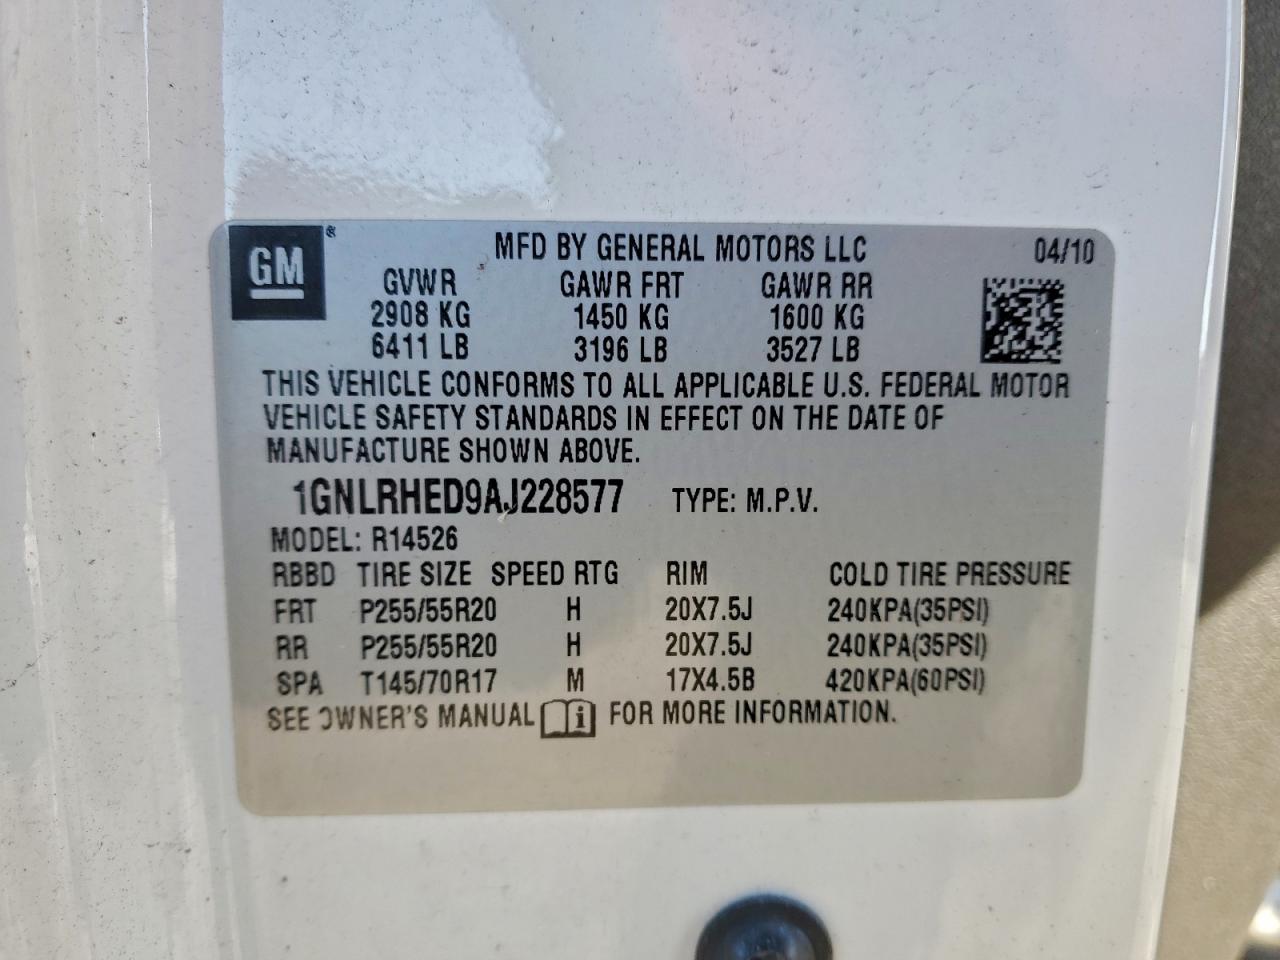 GM ® MFD BY GENERAL MOTORS LLC 04/10
GVWR GAWR FRT GAWR RR
2908 KG 1450 KG 1600 KG
6411 LB 3196 LB 3527 LB
THIS VEHICLE CONFORMS TO ALL APPLICABLE U.S. FEDERAL MOTOR
VEHICLE SAFETY STANDARDS IN EFFECT ON THE DATE OF
MANUFACTURE SHOWN ABOVE.
1GNLRHED9AJ228577 TYPE: M.P.V.
MODEL: R14526
RBBD TIRE SIZE SPEED RTG RIM COLD TIRE PRESSURE
FRT P255/55R20 H 20X7.5J 240KPA(35PSI)
RR P255/55R20 H 20X7.5J 240KPA(35PSI)
SPA T145/70R17 M 17X4.5B 420KPA(60PSI)
SEE OWNER'S MANUAL i FOR MORE INFORMATION.